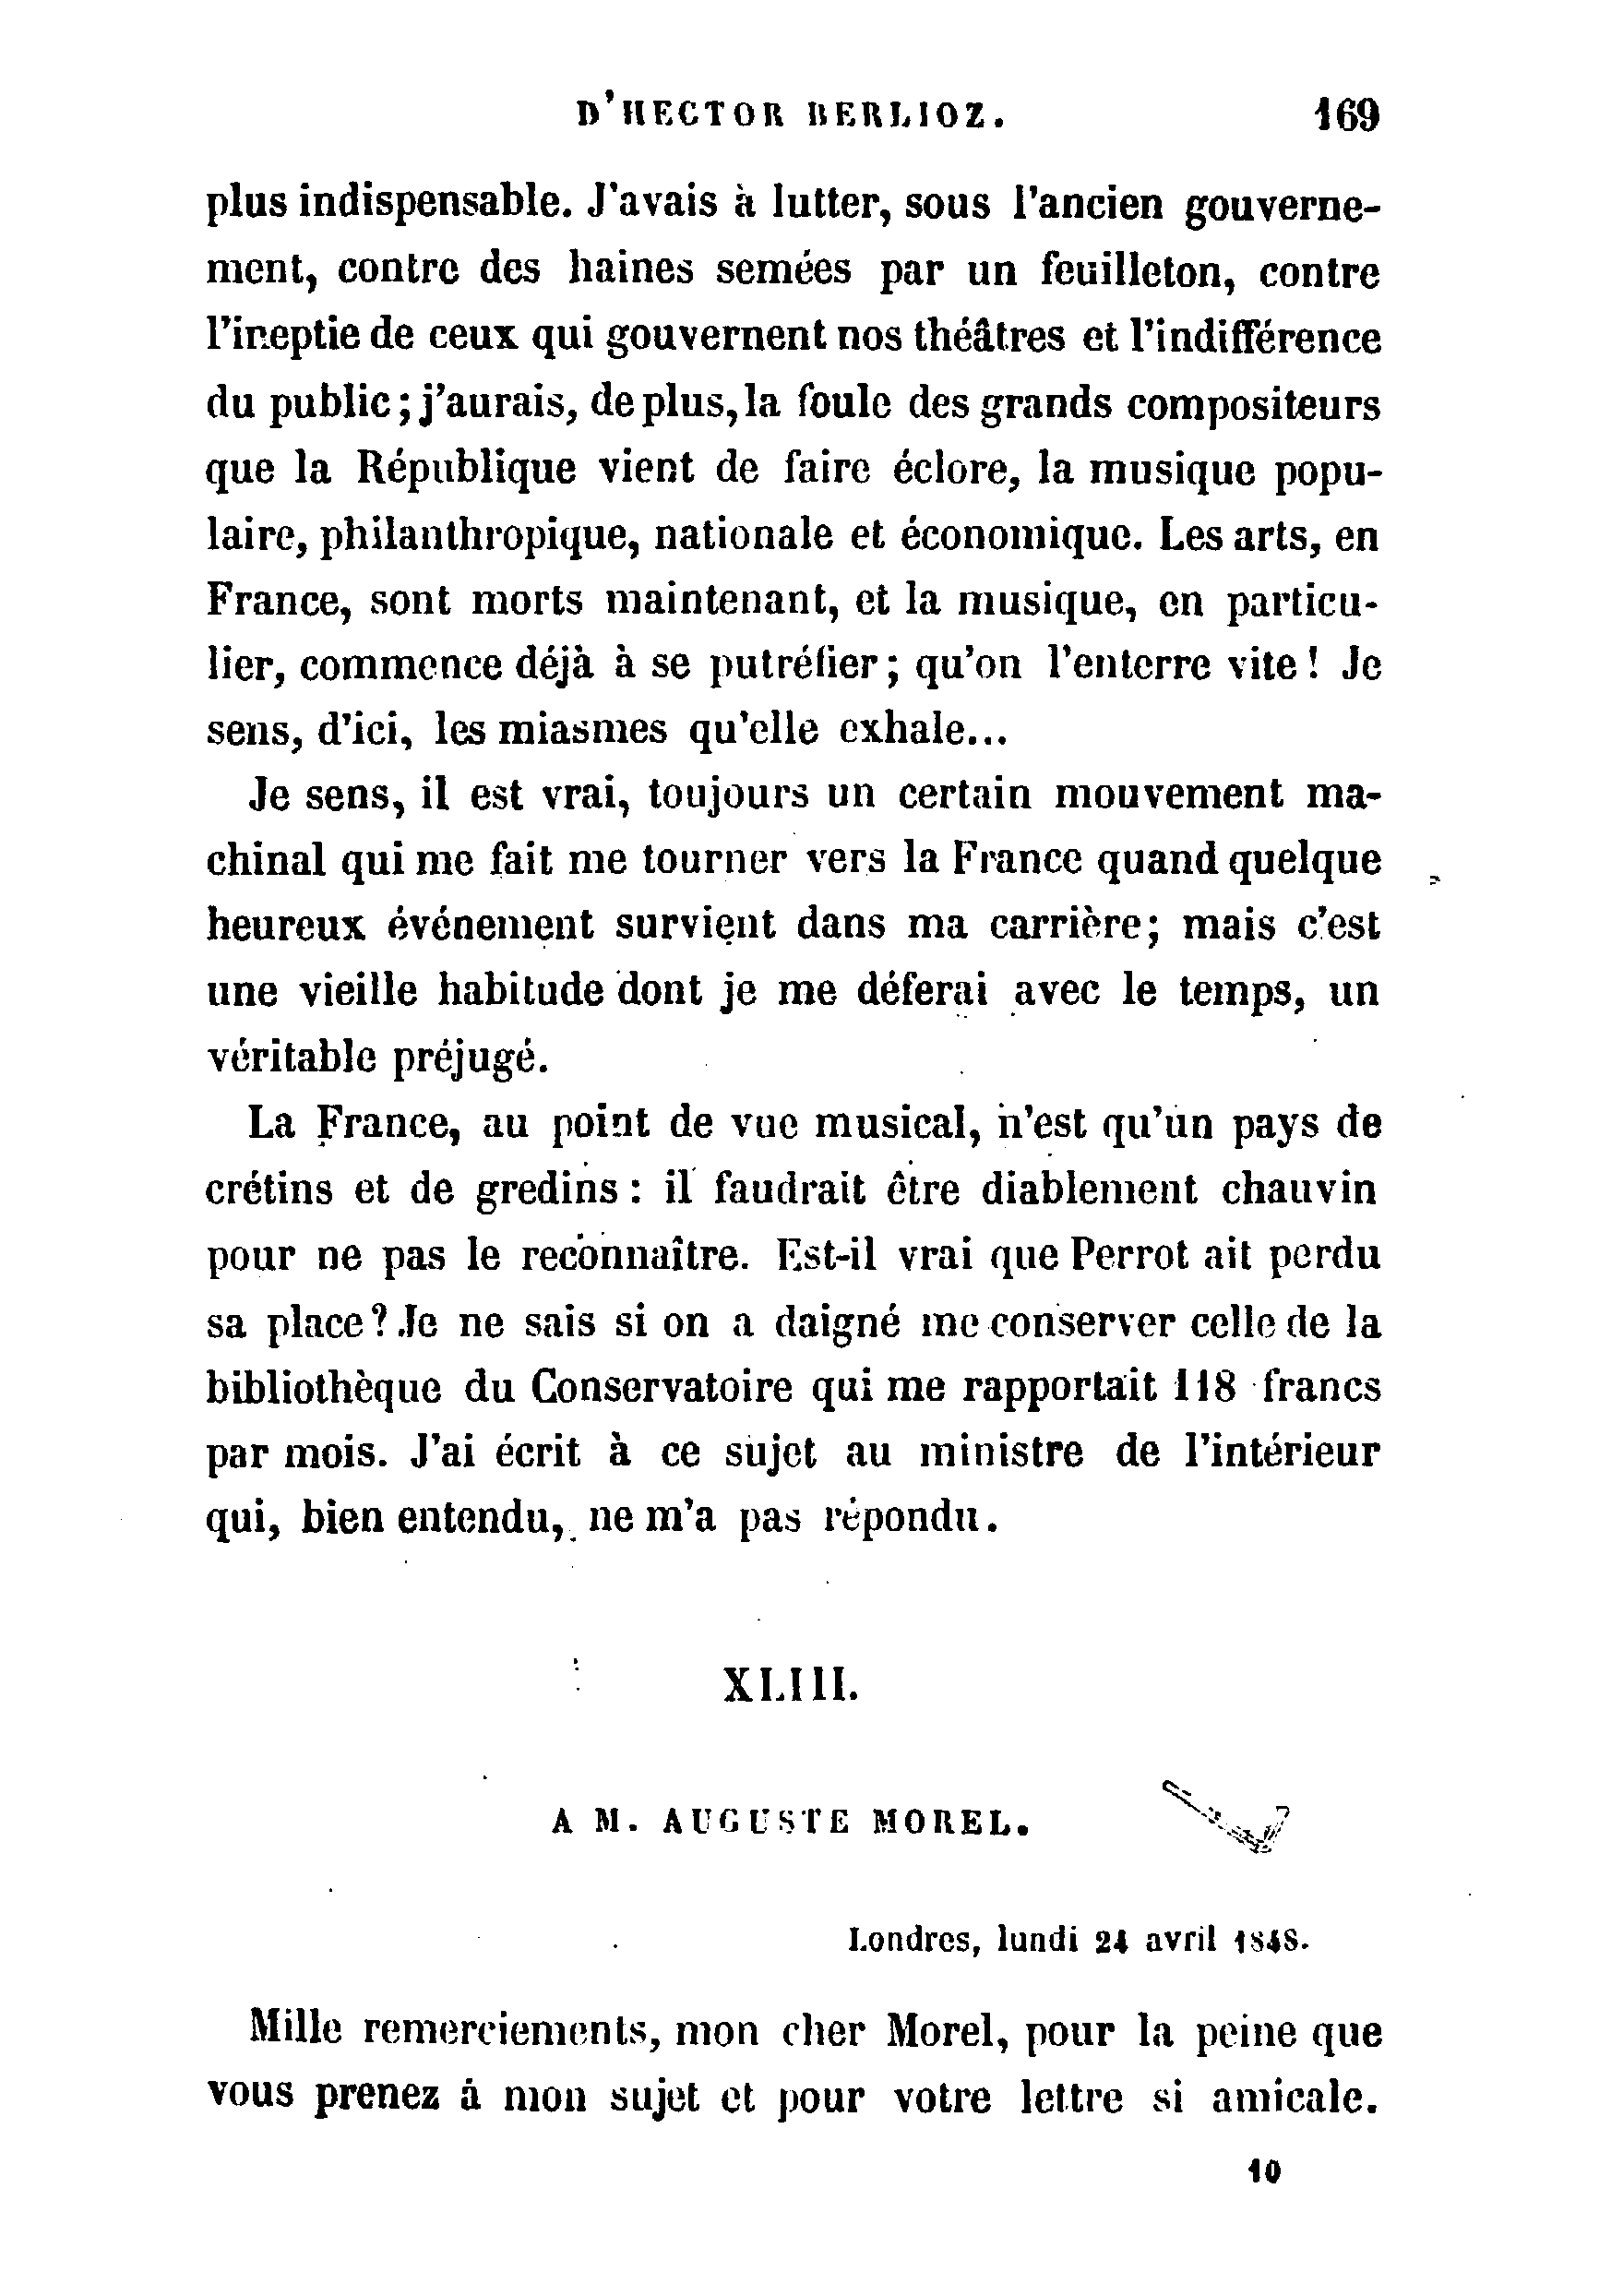 D'HECTOR BERLIOZ. 169
plus indispensable. J'avais à lutter, sous l'ancien gouverne-
ment, contre des haines semées par un feuilleton, contre
l'ineptie de ceux qui gouvernent nos théâtres et l'indifférence
du public; j'aurais, de plus, la foule des grands compositeurs
que la République vient de faire éclore, la musique popu-
laire, philanthropique, nationale et économique. Les arts, en
France, sont morts maintenant, et la musique, en particu-
lier, commence déjà à se putréfier; qu'on l'enterre vite! Je
sens, d'ici, les miasmes qu'elle exhale...
Je sens, il est vrai, toujours un certain mouvement ma-
chinal qui me fait me tourner vers la France quand quelque
heureux événement survient dans ma carrière; mais c'est
une vieille habitude dont je me déferai avec le temps, un
véritable préjugé.
La France, au point de vue musical, n'est qu'un pays de
crétins et de gredins : il faudrait être diablement chauvin
pour ne pas le reconnaître. Est-il vrai que Perrot ait perdu
sa place? Je ne sais si on a daigné me conserver celle de la
bibliothèque du Conservatoire qui me rapportait 118 francs
par mois. J'ai écrit à ce sujet au ministre de l'intérieur
qui, bien entendu, ne m'a pas répondu.
XLIII.
A M. AUGUSTE MOREL.
Londres, lundi 24 avril 1848.
Mille remerciements, mon cher Morel, pour la peine que
vous prenez à mon sujet et pour votre lettre si amicale.
10